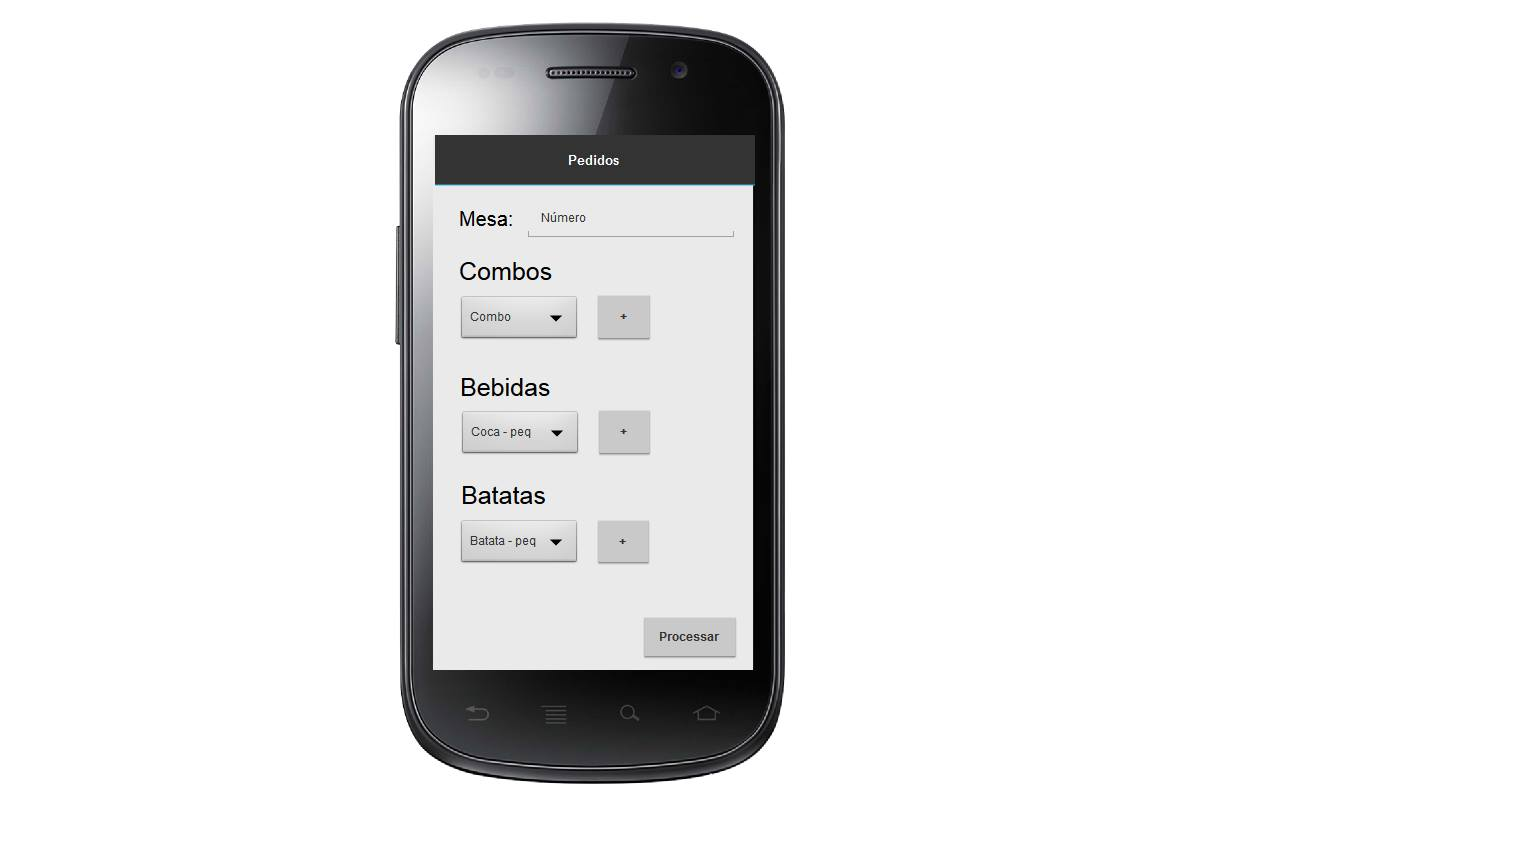 Pedidos
Mesa: Número
Combos
Combo +
Bebidas
Coca - peq +
Batatas
Batata - peq +
Processar